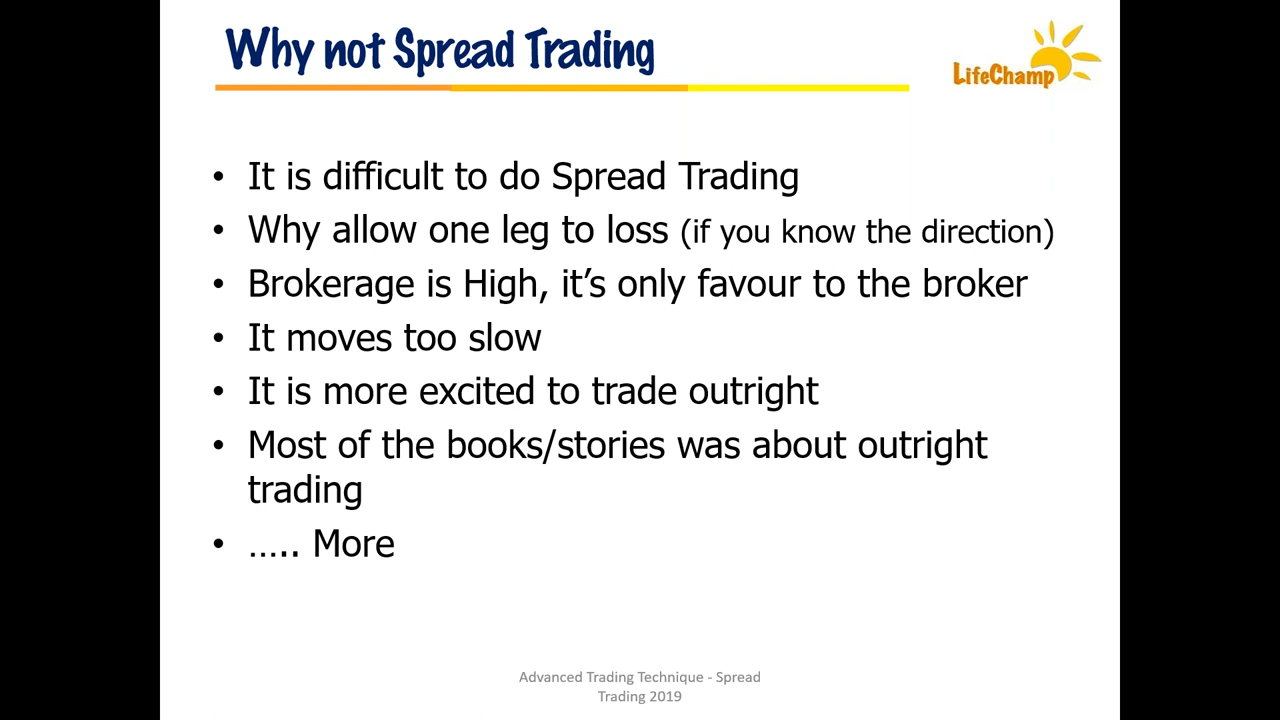 Why not Spread Trading
LifeChamp
• It is difficult to do Spread Trading
• Why allow one leg to loss (if you know the direction)
• Brokerage is High, it’s only favour to the broker
• It moves too slow
• It is more excited to trade outright
• Most of the books/stories was about outright
trading
• ….. More
Advanced Trading Technique - Spread
Trading 2019